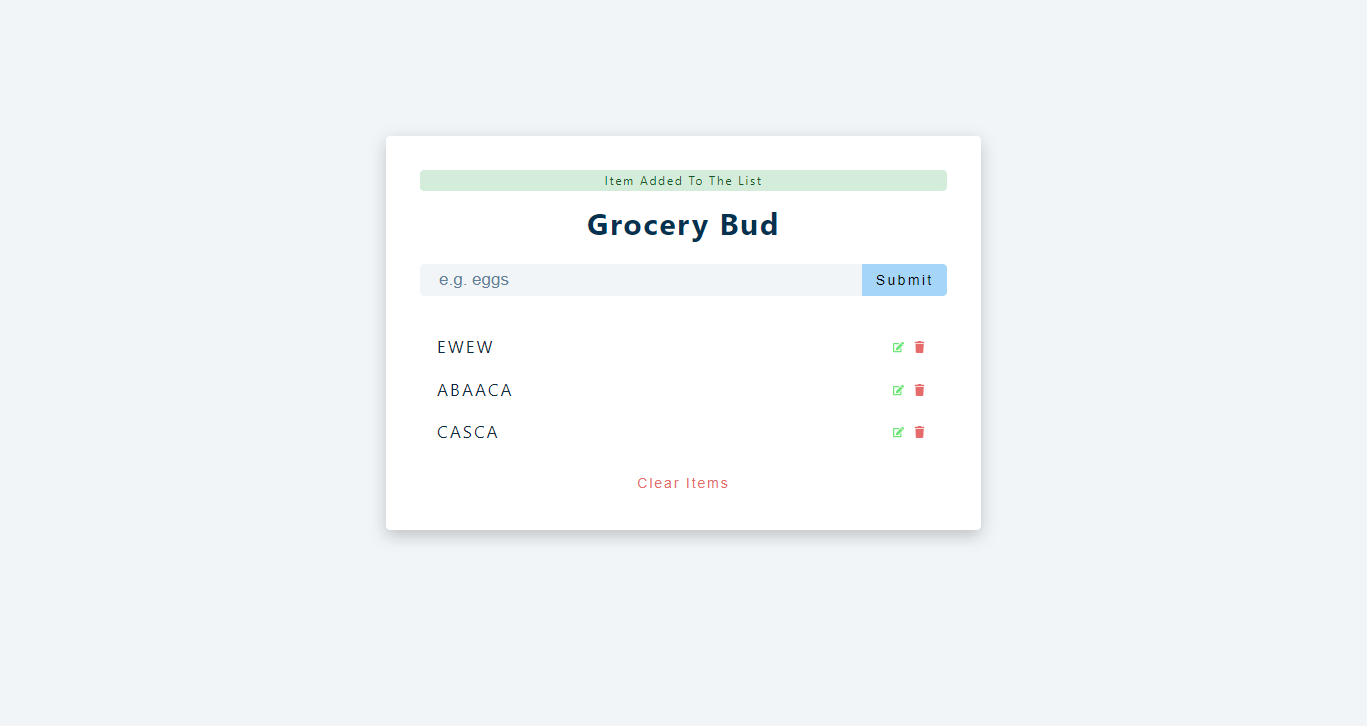 Item Added To The List
Grocery Bud
e.g. eggs
Submit
EWEW
ABAACA
CASCA
Clear Items